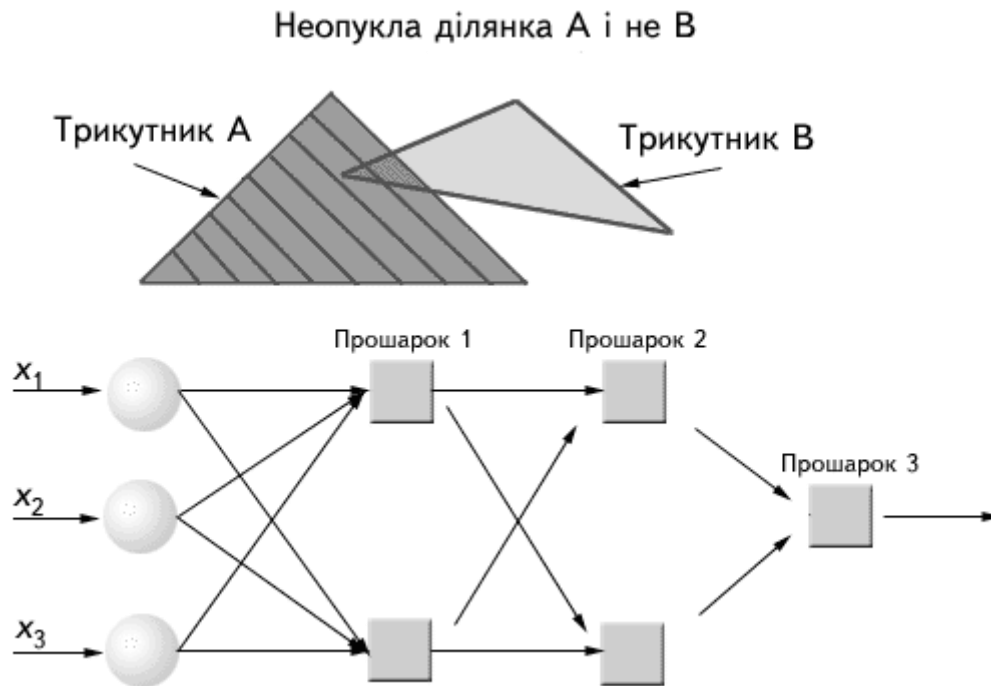 Неопукла ділянка А і не В
Трикутник А
Трикутник В
Прошарок 1
Прошарок 2
x1
Прошарок 3
x2
x3